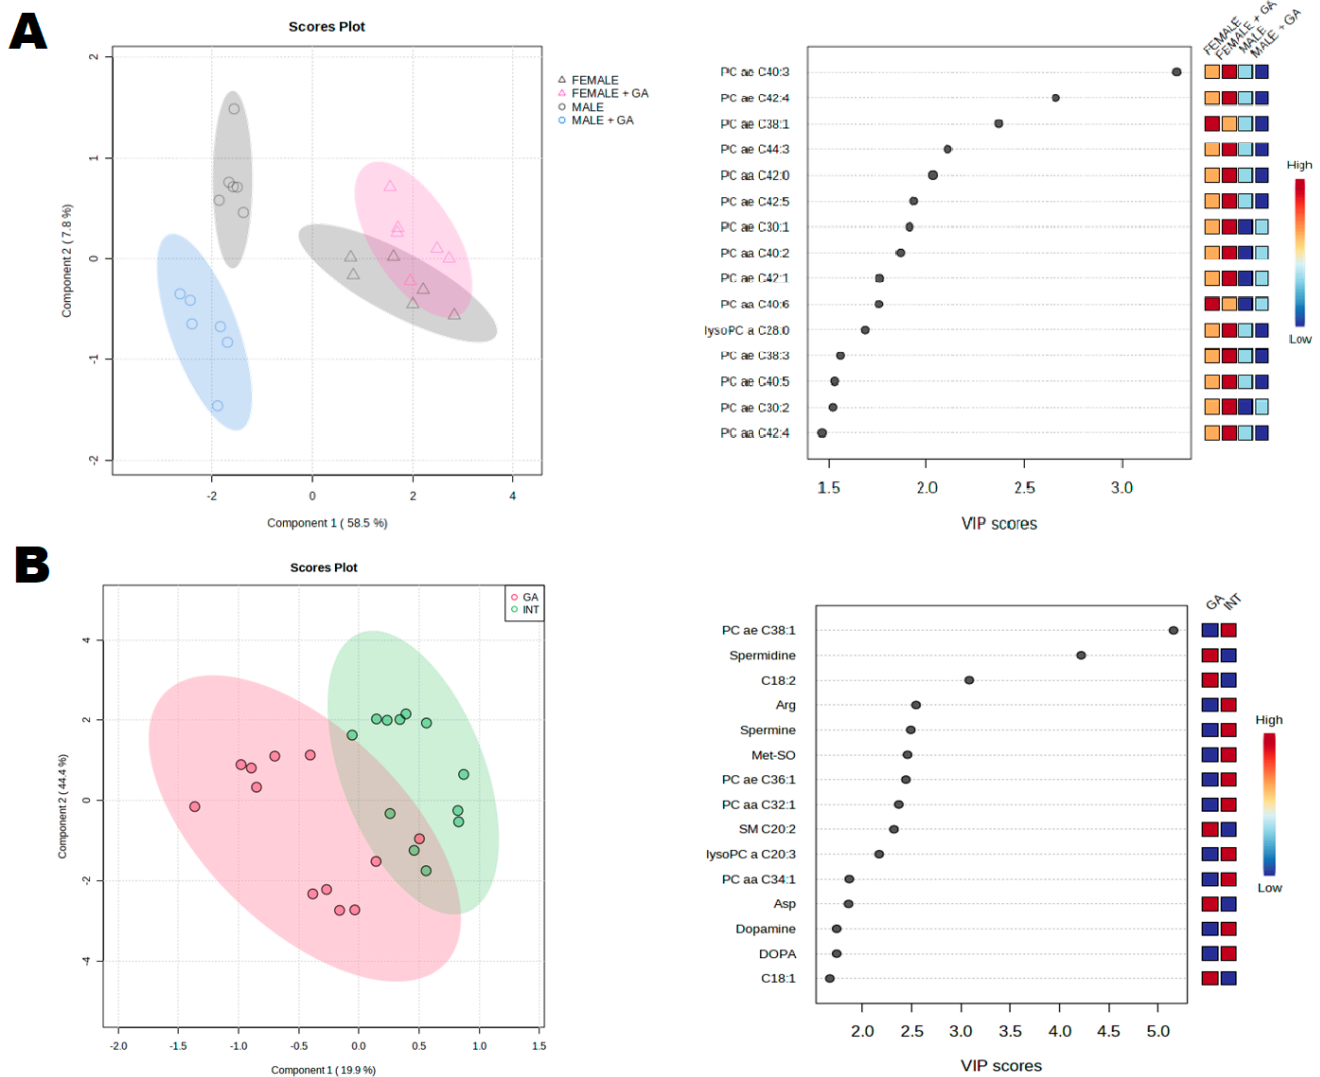 A
Scores Plot
Component 2 ( 7.8 %)
2
1
0
-1
-2
-2
0
2
4
Component 1 ( 58.5 %)
FEMALE
FEMALE + GA
MALE
MALE + GA
FEMALE
FEMALE + GA
MALE
MALE + GA
PC ae C40:3
PC ae C42:4
PC ae C38:1
PC ae C44:3
PC aa C42:0
PC ae C42:5
PC ae C30:1
PC aa C40:2
PC ae C42:1
PC aa C40:6
lysoPC a C28:0
PC ae C38:3
PC ae C40:5
PC ae C30:2
PC aa C42:4
1.5
2.0
2.5
3.0
VIP scores
High
Low
B
Scores Plot
GA
INT
Component 2 ( 44.4 %)
4
2
0
-2
-4
-2.0
-1.5
-1.0
-0.5
0.0
0.5
1.0
1.5
Component 1 ( 19.9 %)
GA
INT
PC ae C38:1
Spermidine
C18:2
Arg
Spermine
Met-SO
PC ae C36:1
PC aa C32:1
SM C20:2
lysoPC a C20:3
PC aa C34:1
Asp
Dopamine
DOPA
C18:1
2.0
2.5
3.0
3.5
4.0
4.5
5.0
VIP scores
High
Low